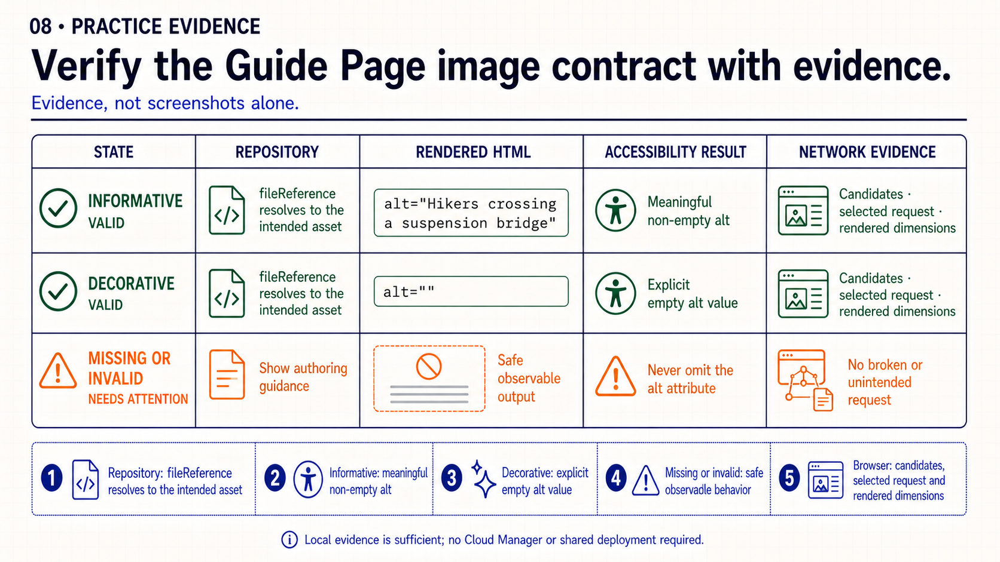 08 • PRACTICE EVIDENCE
Verify the Guide Page image contract with evidence.
Evidence, not screenshots alone.
STATE
REPOSITORY
RENDERED HTML
ACCESSIBILITY RESULT
NETWORK EVIDENCE
INFORMATIVE
VALID
</>
fileReference
resolves to the
intended asset
alt="Hikers crossing
a suspension bridge"
Meaningful
non-empty alt
Candidates ·
selected request ·
rendered dimensions
DECORATIVE
VALID
</>
fileReference
resolves to the
intended asset
alt=""
Explicit
empty alt value
Candidates ·
selected request ·
rendered dimensions
MISSING OR
INVALID
NEEDS ATTENTION
Show authoring
guidance
Safe
observable
output
Never omit the
alt attribute
No broken or
unintended
request
1
</>
Repository: fileReference
resolves to the intended asset
2
Informative: meaningful
non-empty alt
3
Decorative: explicit
empty alt value
4
Missing or invalid: safe
observadle behavior
5
Browser: candidates,
selected request and
rendered dimensions
Local evidence is sufficient; no Cloud Manager or shared deployment required.